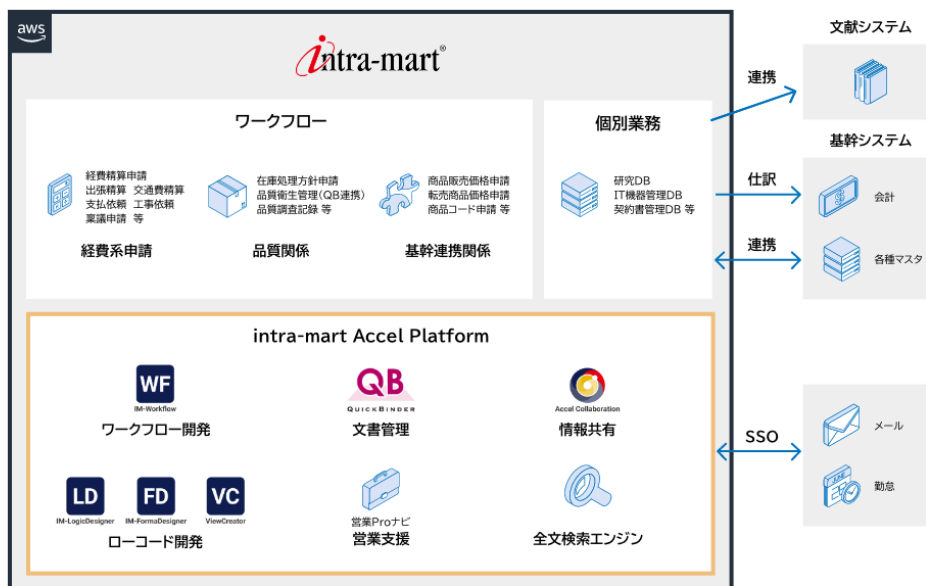 aws
intra-mart®
ワークフロー
経費精算申請
出張精算 交通費精算
支払依頼 工事依頼
稟議申請 等
経費系申請
在庫処理方針申請
品質衛生管理(QB連携)
品質調査記録 等
品質関係
商品販売価格申請
転売商品価格申請
商品コード申請 等
基幹連携関係
個別業務
研究DB
IT機器管理DB
契約書管理DB 等
intra-mart Accel Platform
WF
IM-Workflow
ワークフロー開発
QB
QUICKBINDER
文書管理
Accel Collaboration
情報共有
LD
IM-LogicDesigner
FD
IM-FormaDesigner
VC
ViewCreator
ローコード開発
営業Proナビ
営業支援
全文検索エンジン
連携
仕訳
連携
SSO
文献システム
基幹システム
会計
各種マスタ
メール
勤怠